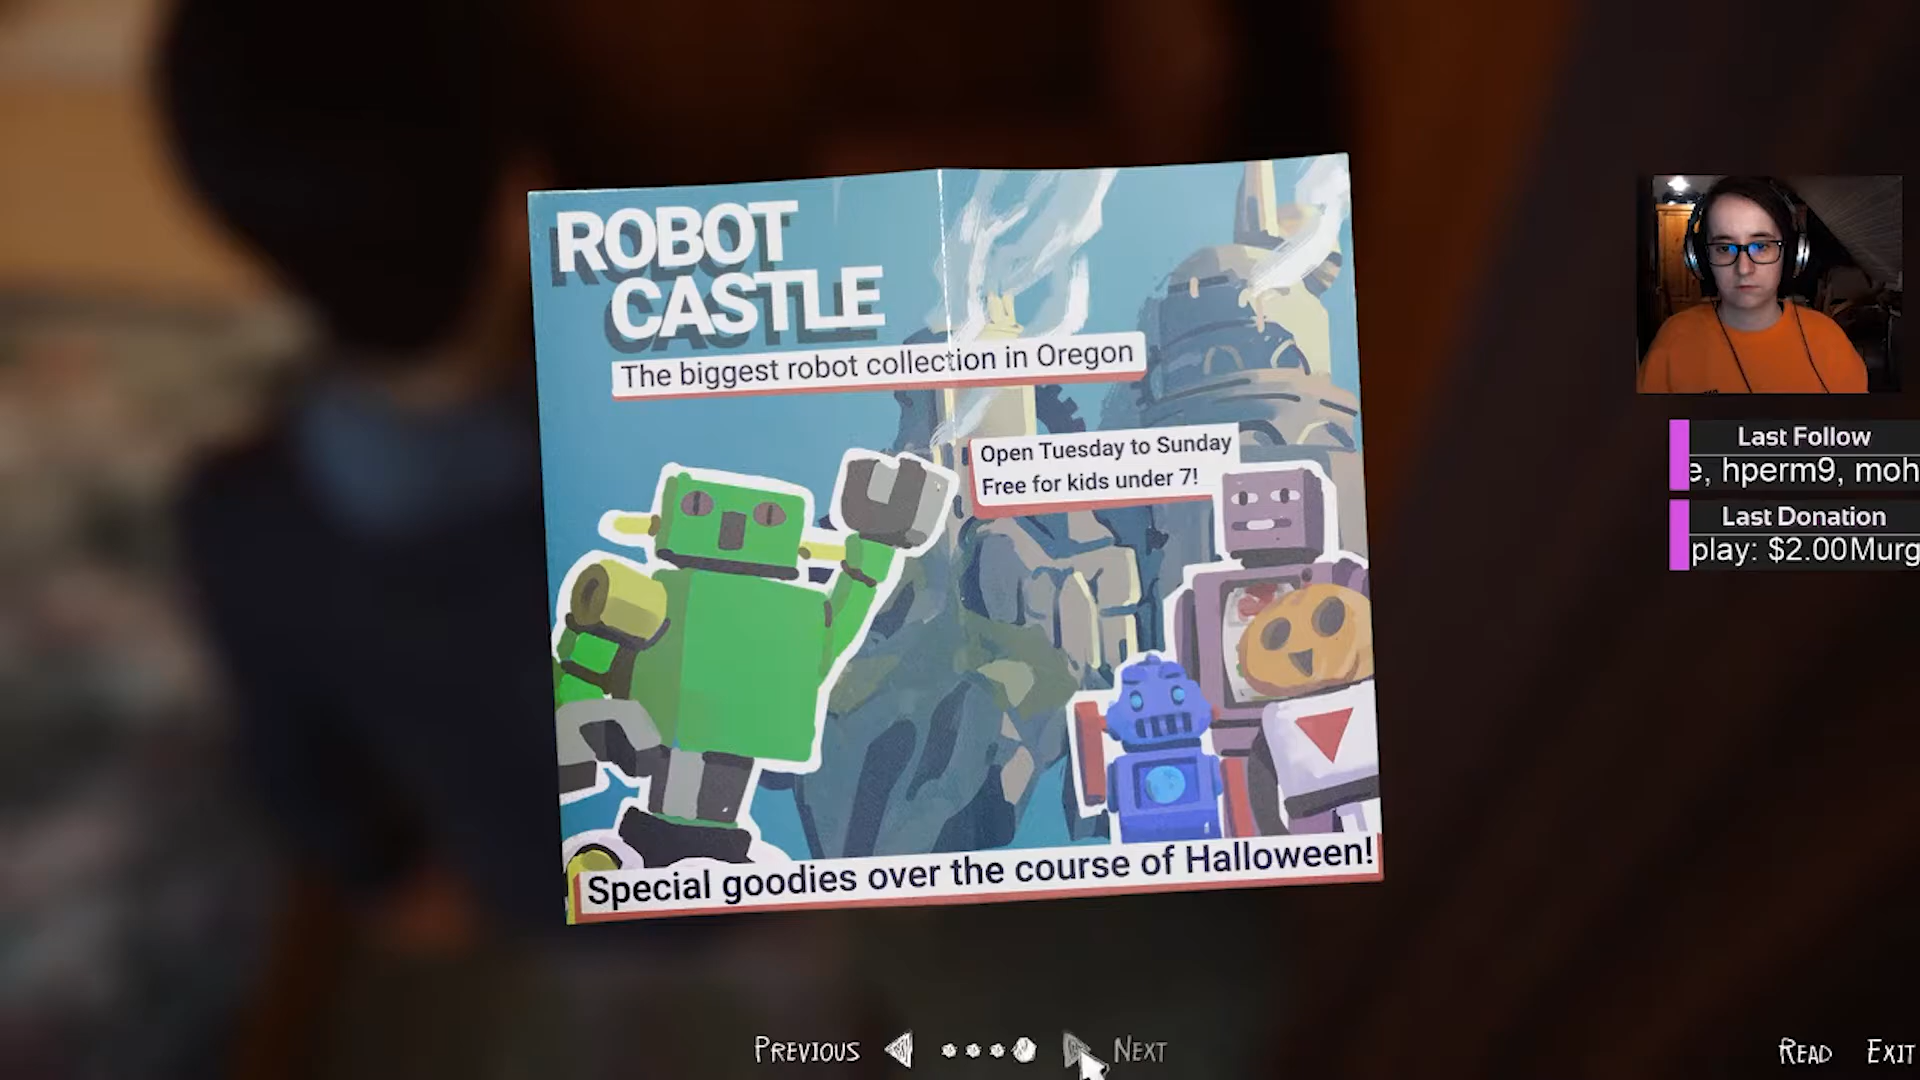 ROBOT
CASTLE
The biggest robot collection in Oregon
Open Tuesday to Sunday
Free for kids under 7!
Special goodies over the course of Halloween!
Last Follow
e, hperm9, moh
Last Donation
play: $2.00Murg
PREVIOUS
NEXT
READ
EXIT